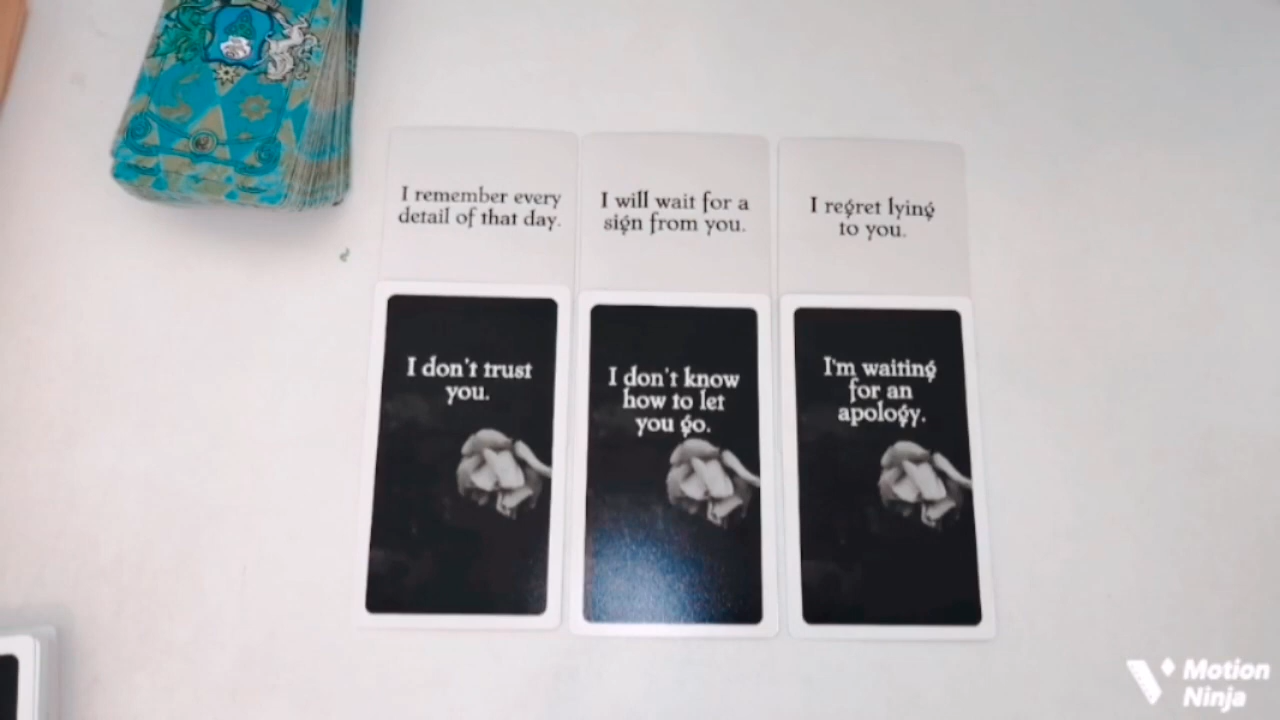 I remember every
detail of that day.
I will wait for a
sign from you.
I regret lying
to you.
I don't trust
you.
I don't know
how to let
you go.
I'm waiting
for an
apology.
Motion
Ninja